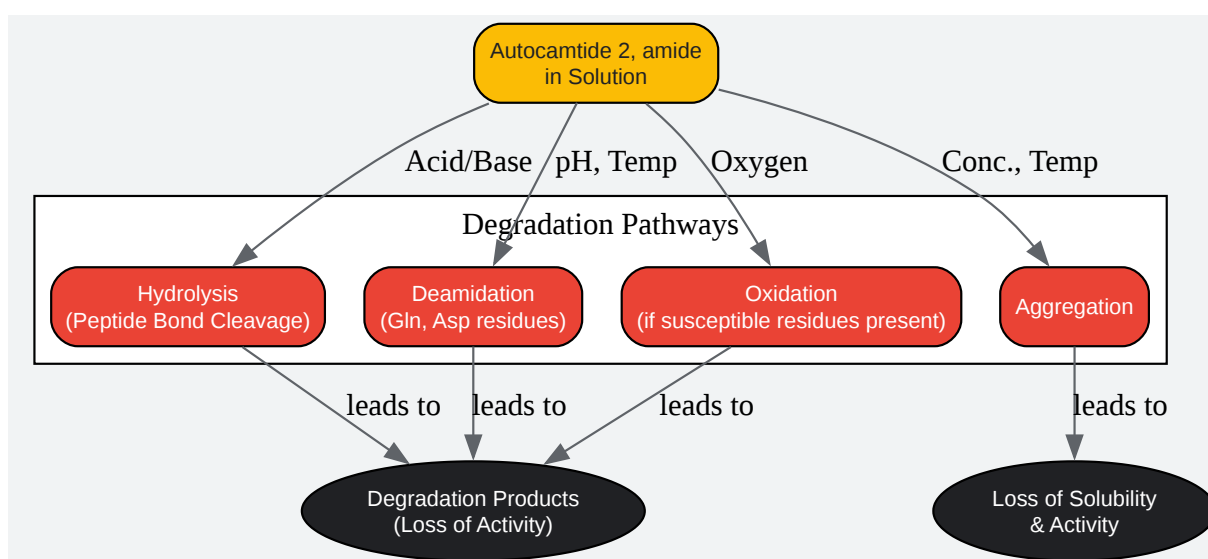 Autocamtide 2, amide
in Solution
Acid/Base
pH, Temp
Oxygen
Conc., Temp
Degradation Pathways
Hydrolysis
(Peptide Bond Cleavage)
Deamidation
(Gln, Asp residues)
Oxidation
(if susceptible residues present)
Aggregation
leads to
leads to
leads to
leads to
Degradation Products
(Loss of Activity)
Loss of Solubility
& Activity